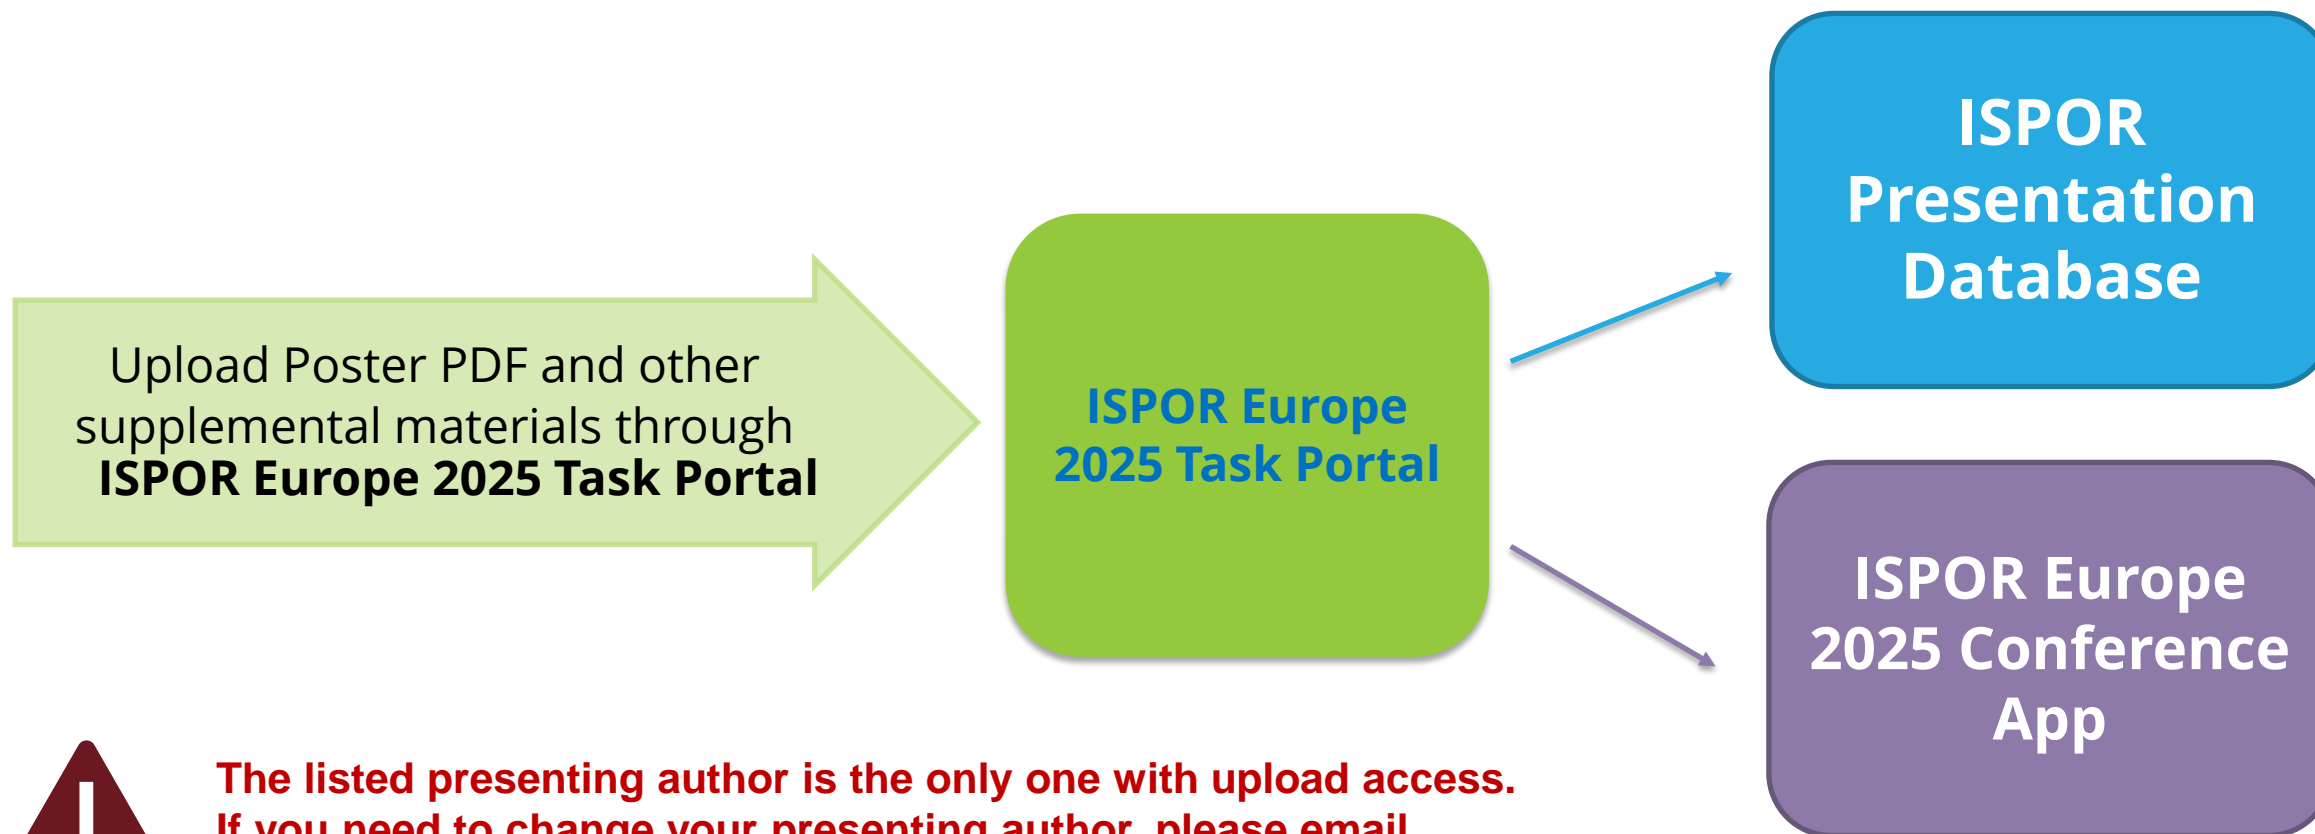 Upload Poster PDF and other
supplemental materials through
ISPOR Europe 2025 Task Portal
ISPOR Europe
2025 Task Portal
ISPOR
Presentation
Database
ISPOR Europe
2025 Conference
App
The listed presenting author is the only one with upload access.
If you need to change your presenting author, please email